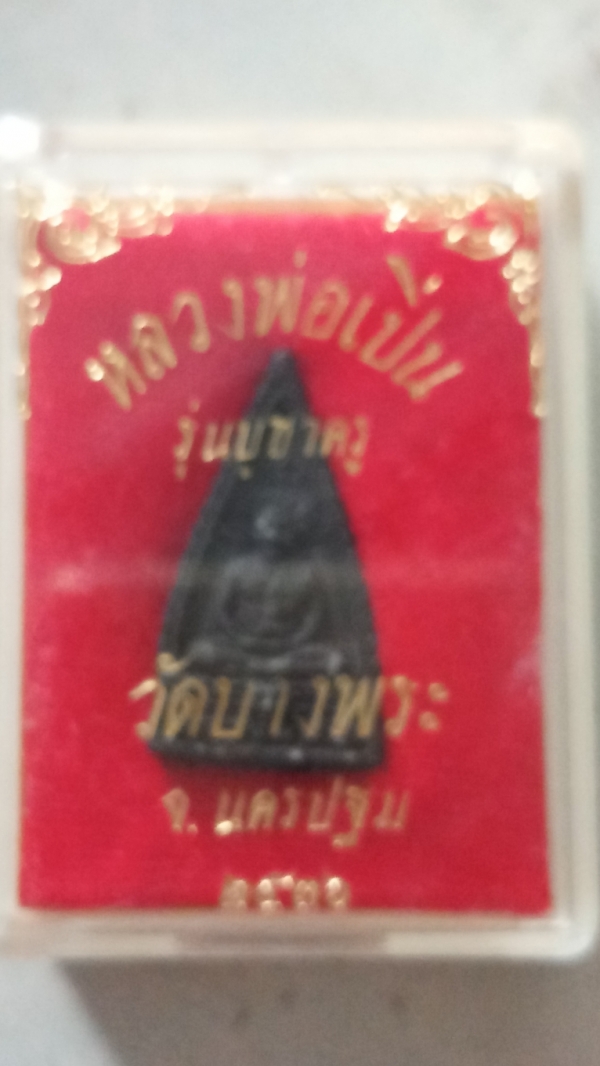 หลวงพ่อเปิ่น
รุ่นบูชาครู
วัดบางพระ
จ. นครปฐม